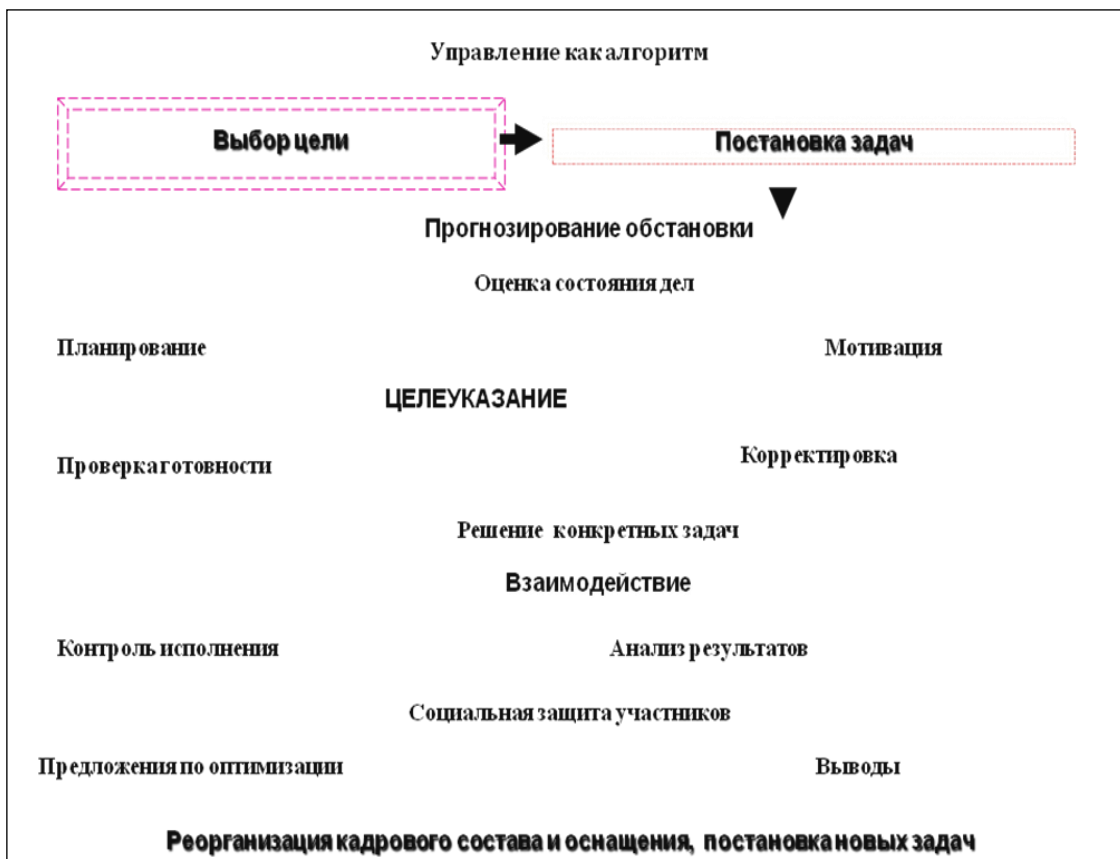 Управление как алгоритм
Выбор цели
Постановка задач
Прогнозирование обстановки
Оценка состояния дел
Планирование
Мотивация
ЦЕЛЕУКАЗАНИЕ
Проверка готовности
Корректировка
Решение конкретных задач
Взаимодействие
Контроль исполнения
Анализ результатов
Социальная защита участников
Предложения по оптимизации
Выводы
Реорганизация кадрового состава и оснащения, постановка новых задач